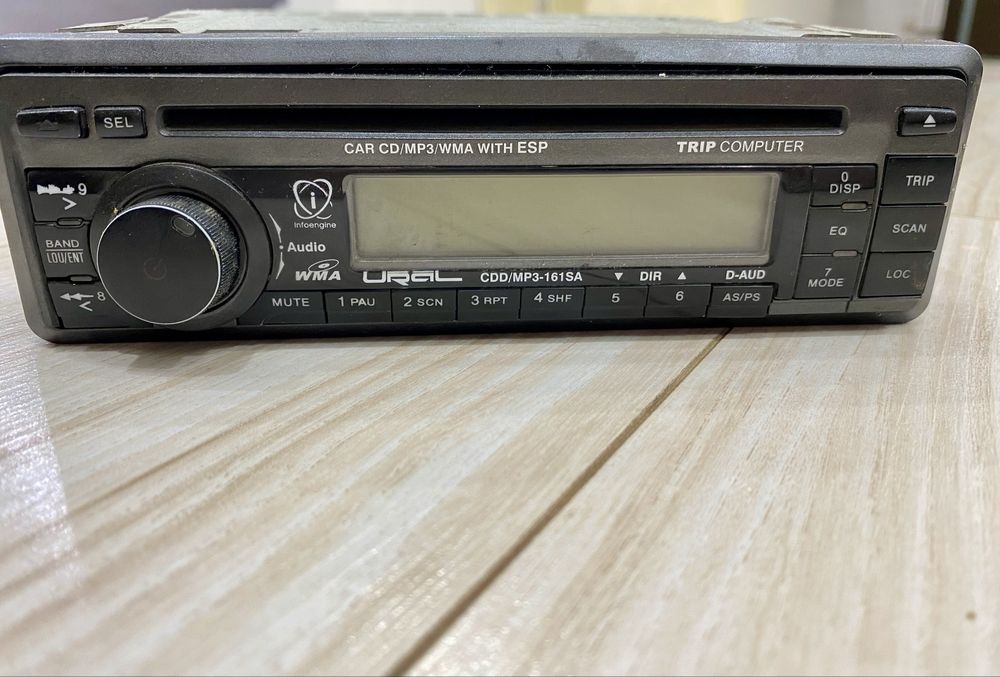 SEL
CAR CD/MP3/WMA WITH ESP
TRIP COMPUTER
9
>
BAND
LOU/ENT
8
<
i
Infoengine
Audio
WMA
URAL
CDD/MP3-161SA
▼ DIR ▲
D-AUD
MUTE
1 PAU
2 SCN
3 RPT
4 SHF
5
6
AS/PS
0
DISP
EQ
7
MODE
TRIP
SCAN
LOC